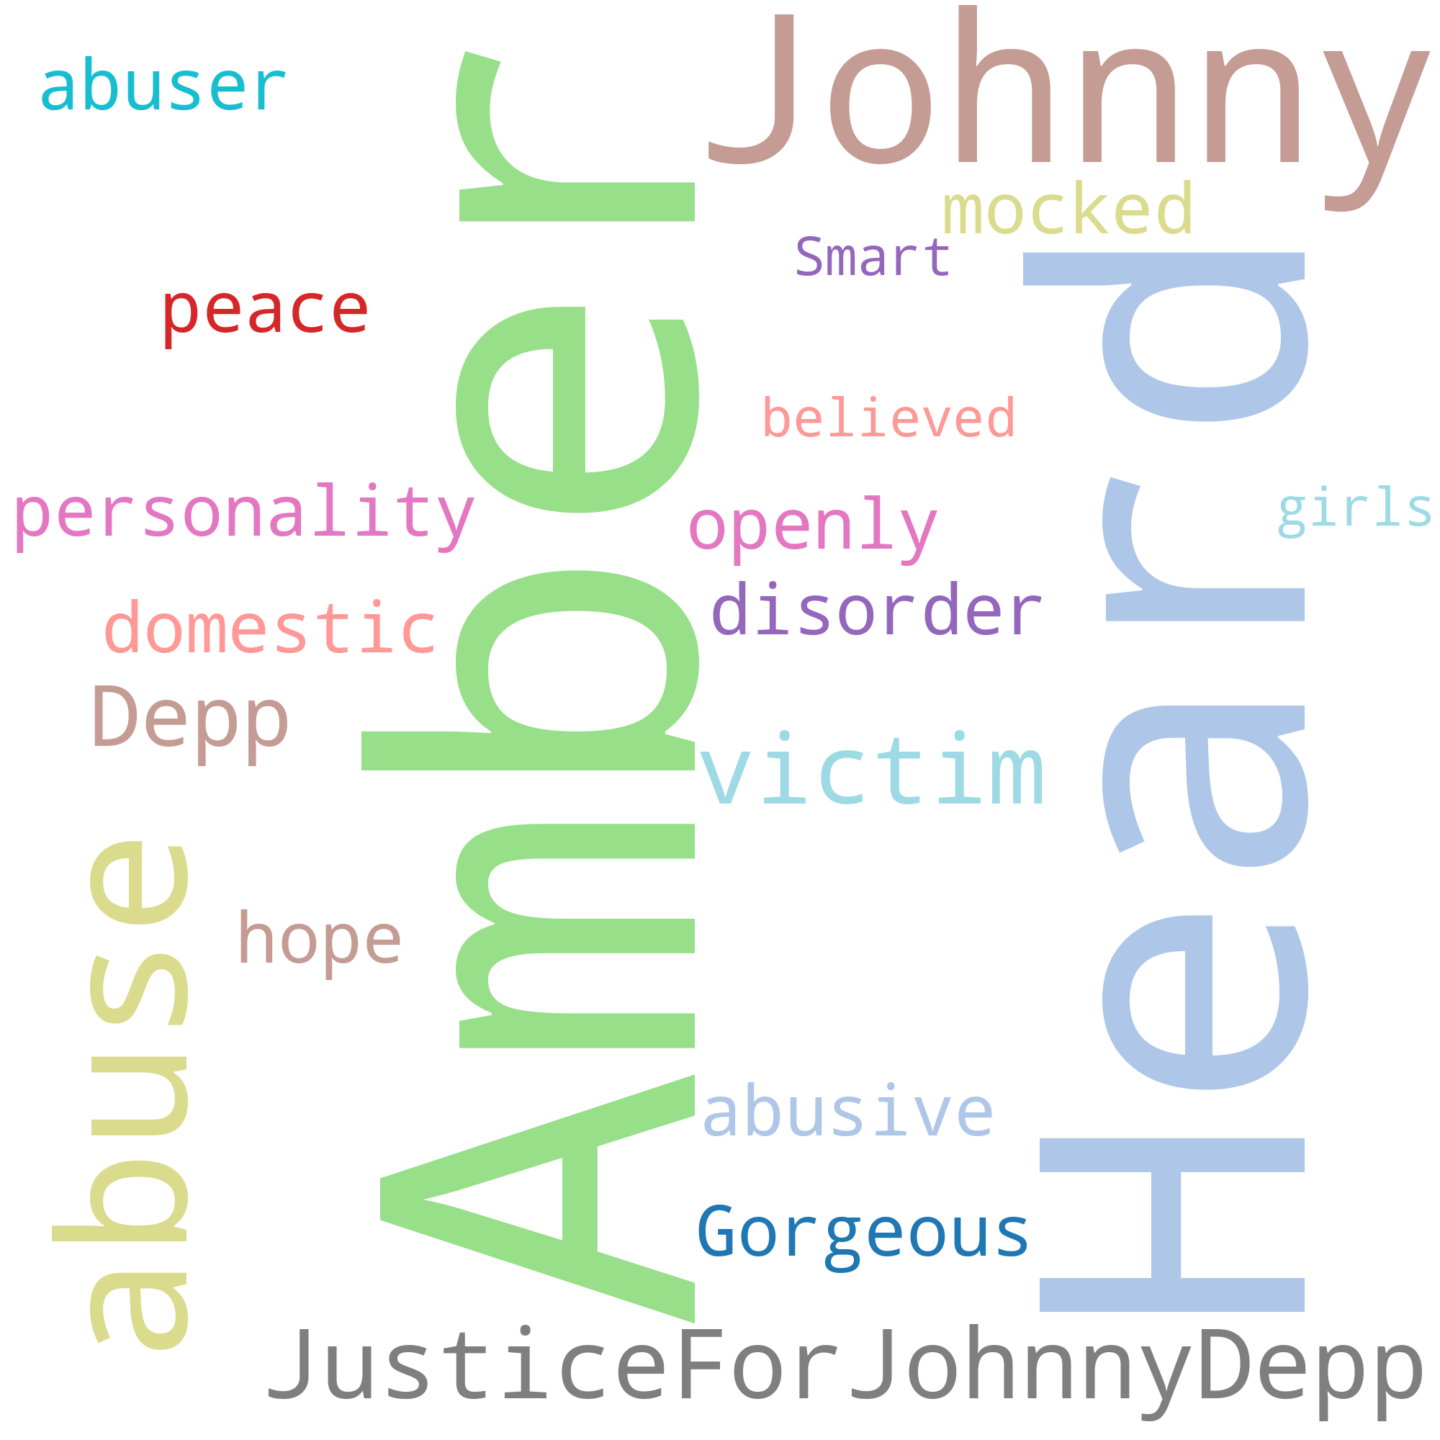 Johnny
abuser
mocked
Smart
peace
Amber
Heard
believed
personality
openly
girls
domestic
disorder
Depp
victim
abuse
hope
abusive
Gorgeous
JusticeForJohnnyDepp